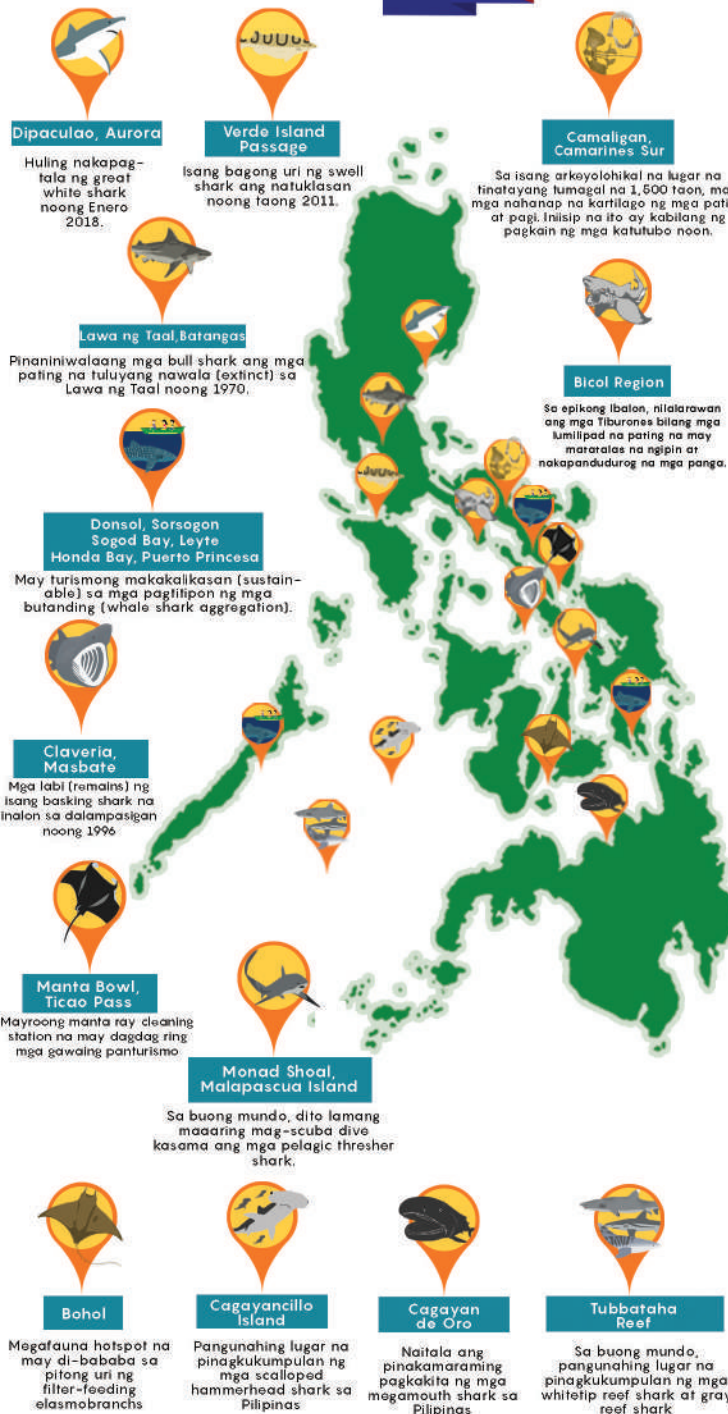 Dipaculao, Aurora
Huling nakapag-
tala ng great
white shark
noong Enero
2018.
Verde Island
Passage
Isang bagong uri ng swell
shark ang natuklasan
noong taong 2011.
Camaligan,
Camarines Sur
Sa isang arkeyolohikal na lugar na
tinatayang tumagal na 1,500 taon,
mga nahanap na kartilago ng mga
at pagi. Iniisip na ito ay kabilang ng
pagkain ng mga katutubo noon.
Lawa ng Taal,Batangas
Pinaniniwalaang mga bull shark ang mga
pating na tuluyang nawala (extinct) sa
Lawa ng Taal noong 1970.
Bicol Region
Sa epikong Ibalon, nilalarawan
ang mga Tiburones bilang mga
lumilipad na pating na may
matatalas na ngipin at
nakapandudurog na mga panga.
Donsol, Sorsogon
Sogod Bay, Leyte
Honda Bay, Puerto Princesa
May turismong makakalikasan (sustain-
able) sa mga pagtitipon ng mga
butanding (whale shark aggregation).
Claveria,
Masbate
Mga labi (remains) ng
isang basking shark na
inalon sa dalampasigan
noong 1996
Manta Bowl,
Ticao Pass
Mayroong manta ray cleaning
station na may dagdag ring
mga gawaing panturismo
Monad Shoal,
Malapascua Island
Sa buong mundo, dito lamang
maaaring mag-scuba dive
kasama ang mga pelagic thresher
shark.
Bohol
Megafauna hotspot na
may di-bababa sa
pitong uri ng
filter-feeding
elasmobranchs
Cagayancillo
Island
Pangunahing lugar na
pinagkukumpulan ng
mga scalloped
hammerhead shark sa
Pilipinas
Cagayan
de Oro
Naitala ang
pinakamaraming
pagkakita ng mga
megamouth shark sa
Pilipinas
Tubbataha
Reef
Sa buong mundo,
pangunahing lugar na
pinagkukumpulan ng mga
whitetip reef shark at gray
reef shark